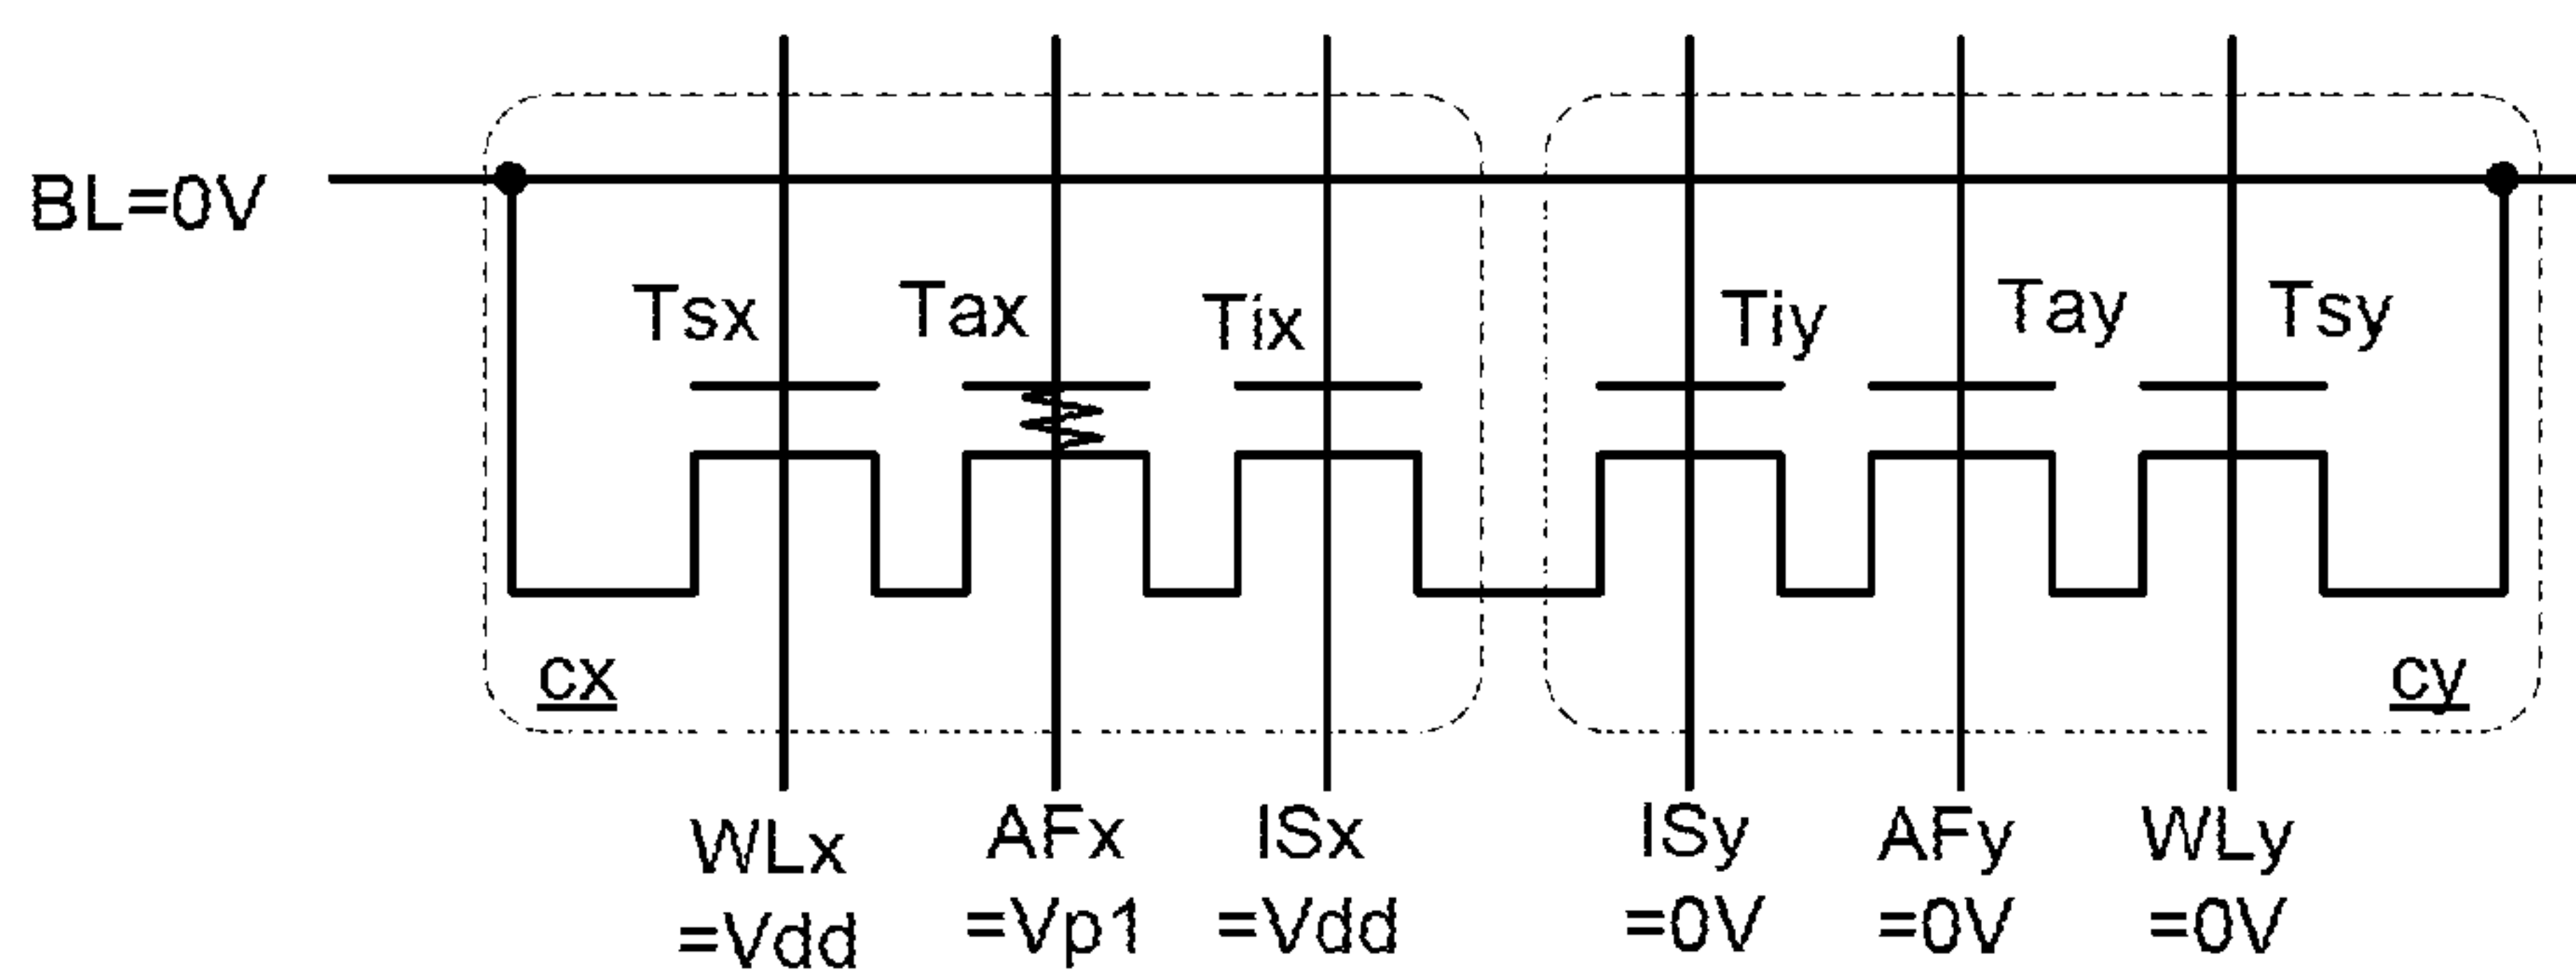 BL=0V
Tsx Tax Tix Tiy Tay Tsy
cx cy
WLx AFx ISx ISy AFy WLy
=Vdd =Vp1 =Vdd =0V =0V =0V